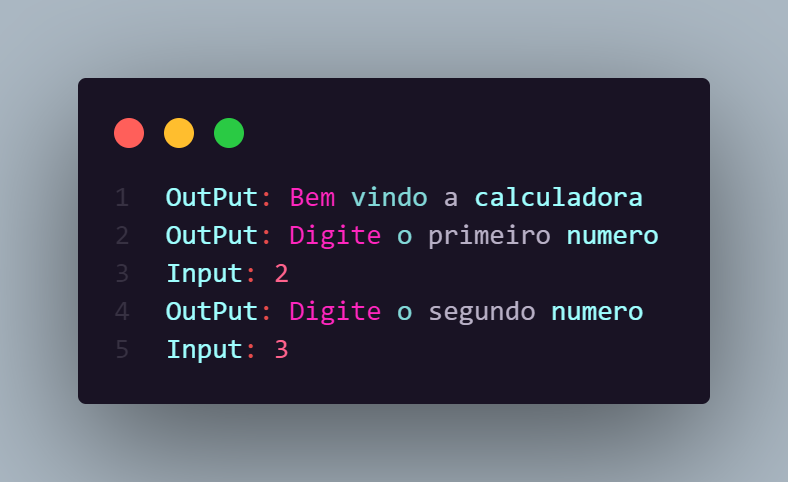 1 OutPut: Bem vindo a calculadora
2 OutPut: Digite o primeiro numero
3 Input: 2
4 OutPut: Digite o segundo numero
5 Input: 3